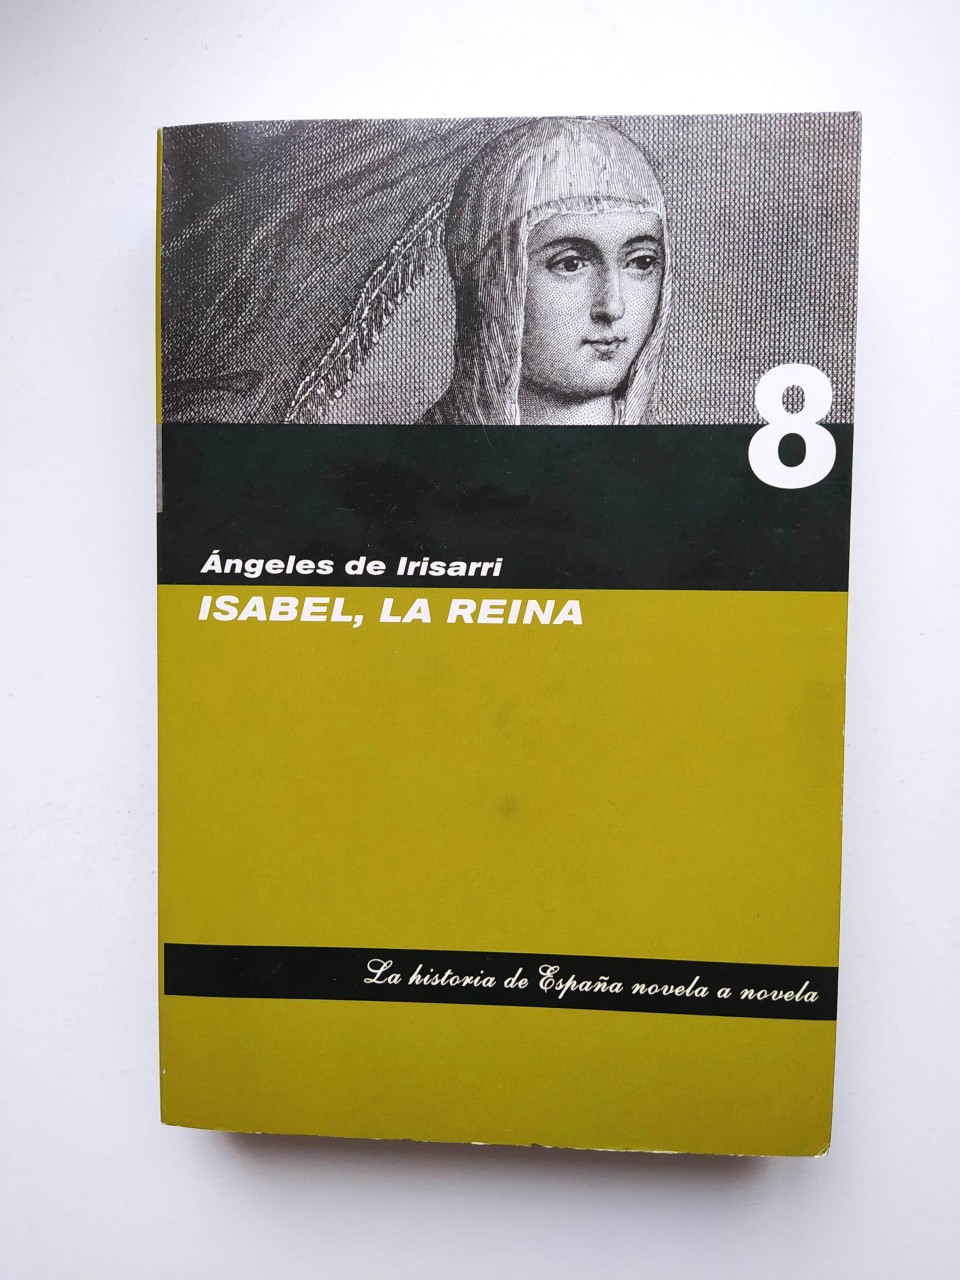 8
Ángeles de Irisarri
ISABEL, LA REINA
La historia de España novela a novela